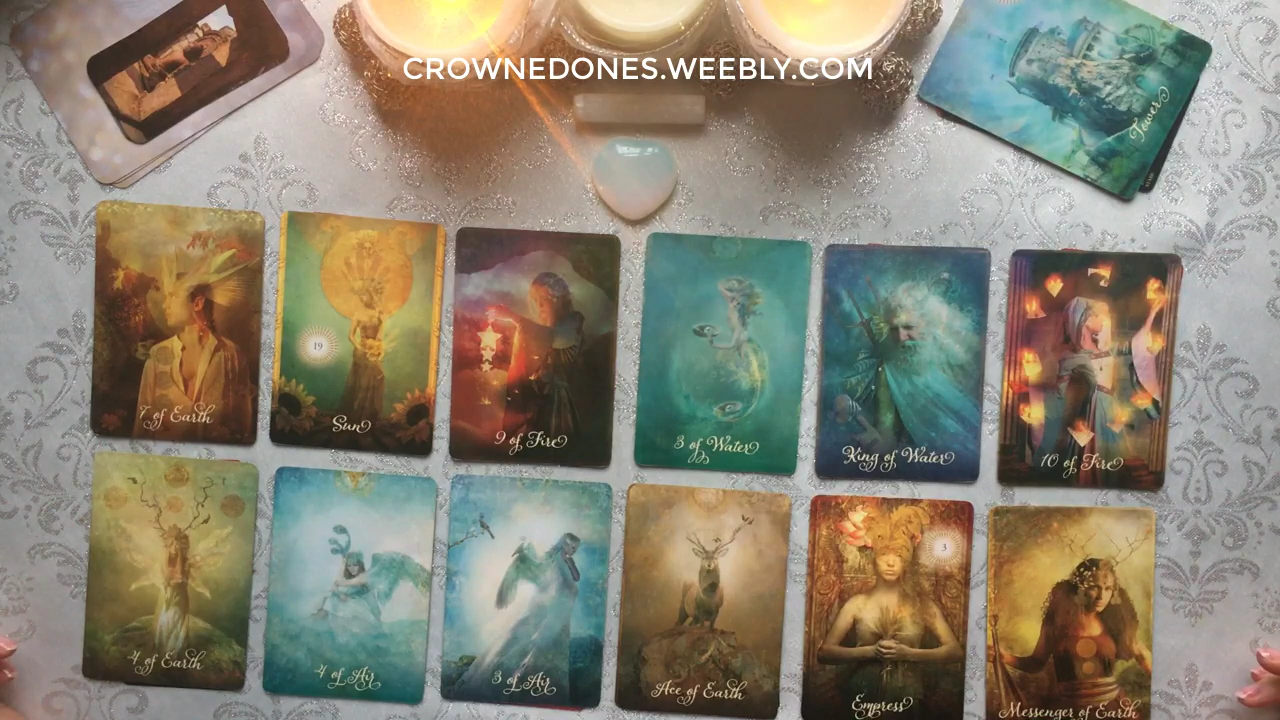 CROWNEDONES.WEEBLY.COM
Tower
7 of Earth
19
Sun
9 of Fire
3 of Water
King of Water
10 of Fire
4 of Earth
4 of Air
3 of Air
Ace of Earth
3
Empress
Messenger of Earth